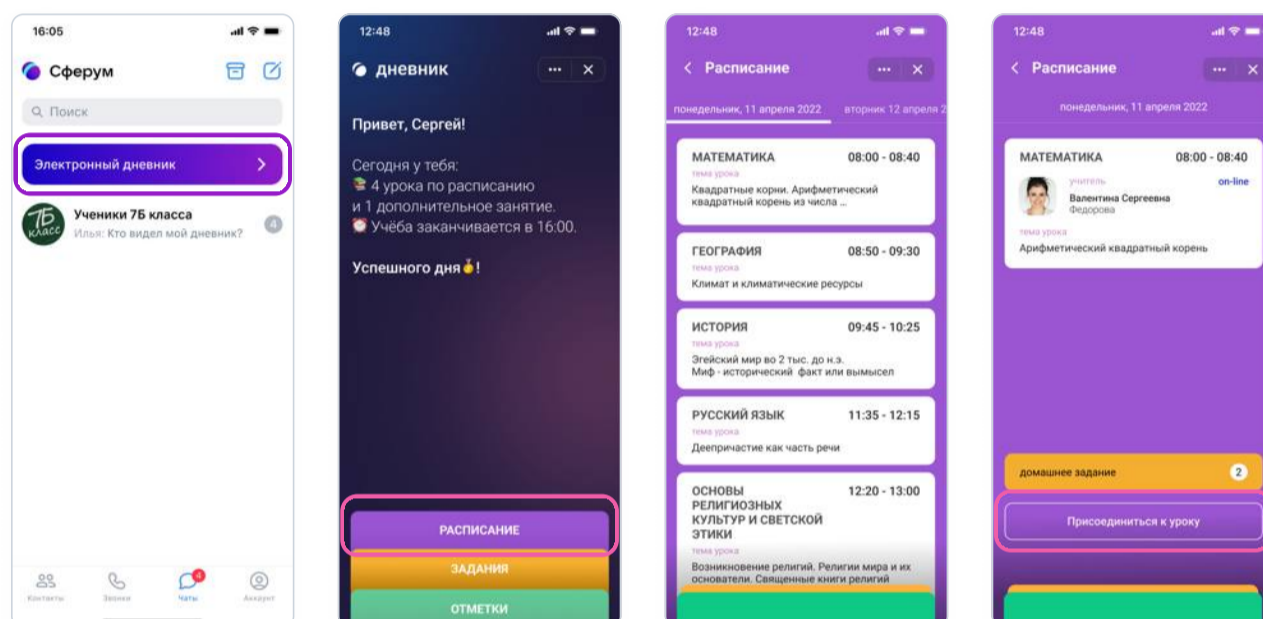 16:05
Сферум
Поиск
Электронный дневник
7Б
класс
Ученики 7Б класса
Илья: Кто видел мой дневник?
4
4
Контакты
Звонки
Чаты
Аккаунт
12:48
дневник
Привет, Сергей!
Сегодня у тебя:
4 урока по расписанию
и 1 дополнительное занятие.
Учёба заканчивается в 16:00.
Успешного дня!
РАСПИСАНИЕ
ЗАДАНИЯ
ОТМЕТКИ
12:48
Расписание
понедельник, 11 апреля 2022 вторник 12 апреля 2
МАТЕМАТИКА 08:00 - 08:40
тема урока
Квадратные корни. Арифметический
квадратный корень из числа ...
ГЕОГРАФИЯ 08:50 - 09:30
тема урока
Климат и климатические ресурсы
ИСТОРИЯ 09:45 - 10:25
тема урока
Эгейский мир во 2 тыс. до н.э.
Миф - исторический факт или вымысел
РУССКИЙ ЯЗЫК 11:35 - 12:15
тема урока
Деепричастие как часть речи
ОСНОВЫ 12:20 - 13:00
РЕЛИГИОЗНЫХ
КУЛЬТУР И СВЕТСКОЙ
ЭТИКИ
тема урока
Возникновение религий. Религии мира и их
основатели. Священные книги религий
12:48
Расписание
понедельник, 11 апреля 2022
МАТЕМАТИКА 08:00 - 08:40
учитель on-line
Валентина Сергеевна
Федорова
тема урока
Арифметический квадратный корень
домашнее задание 2
Присоединиться к уроку